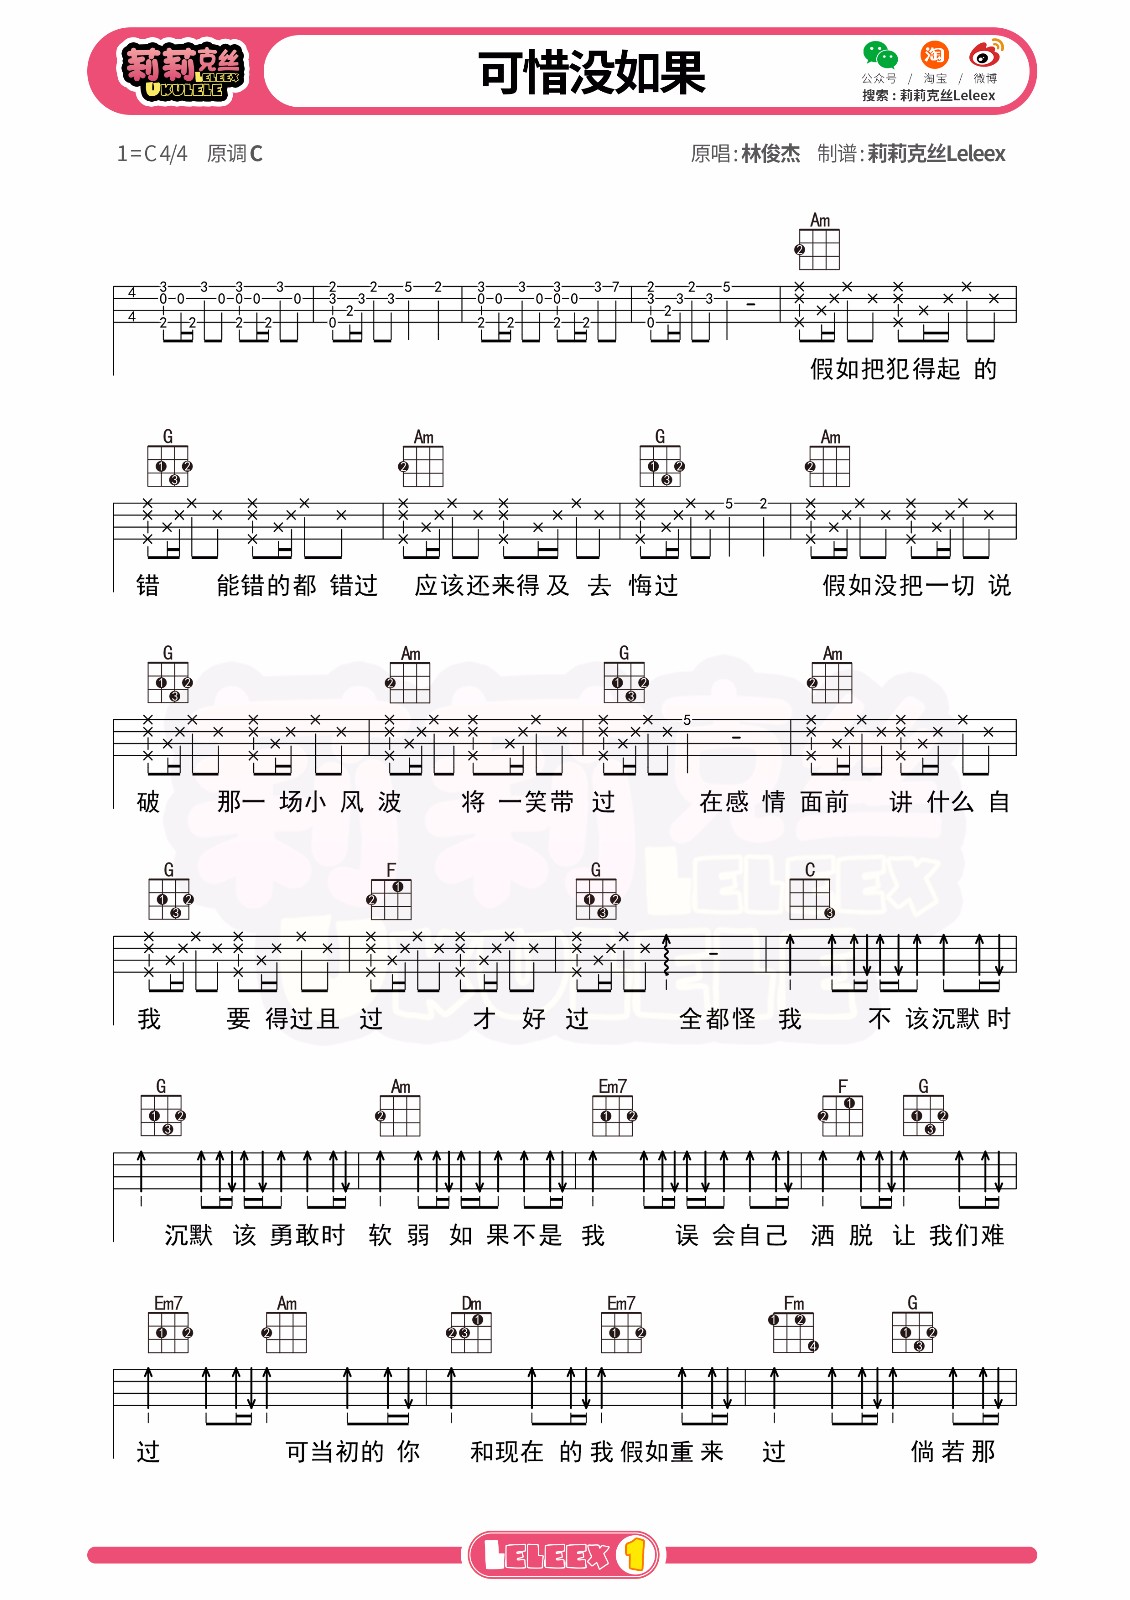 莉莉克丝
LELEEX
UKULELE
可惜没如果
公众号 / 淘宝 / 微博
搜索：莉莉克丝Leleex
1=C 4/4 原调C
原唱：林俊杰 制谱：莉莉克丝Leleex
Am
假如把犯得起 的
G Am G Am
错 能错的都 错过 应该还来得及 去 悔过 假如没把一切 说
G Am G Am
破 那一 场小 风 波 将 一笑带 过 在感 情 面前 讲 什么 自
G F G C
我 要 得过且 过 才 好 过 全都怪 我 不 该沉默 时
G Am Em7 F G
沉默 该 勇敢时 软 弱 如 果不是 我 误 会自己 洒 脱 让 我们难
Em7 Am Dm Em7 Fm G
过 可当初的 你 和现在 的 我 假如重来 过 倘 若 那
LELEEX 1